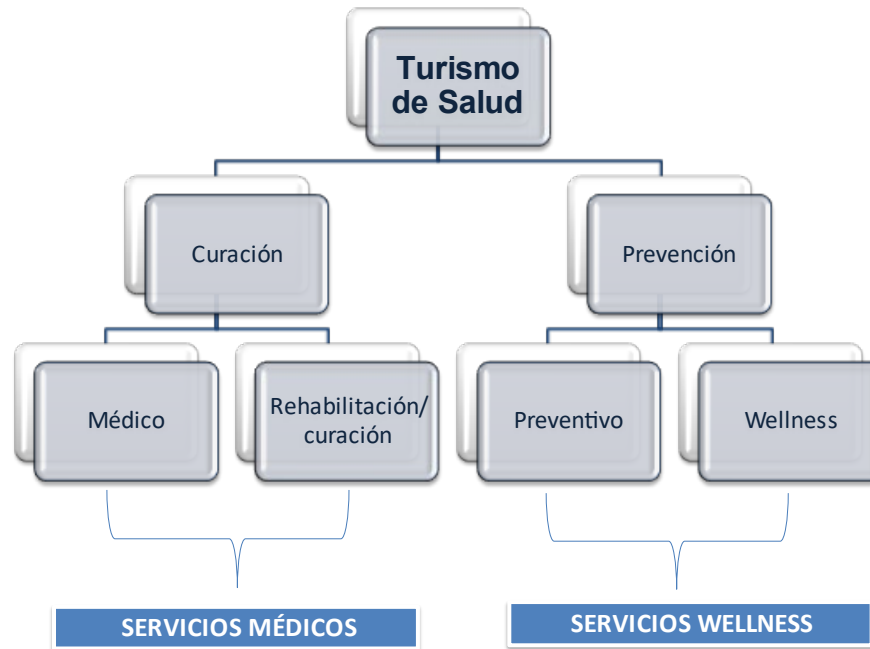 Turismo
de Salud
Curación
Prevención
Médico
Rehabilitación/
curación
Preventivo
Wellness
SERVICIOS MÉDICOS
SERVICIOS WELLNESS